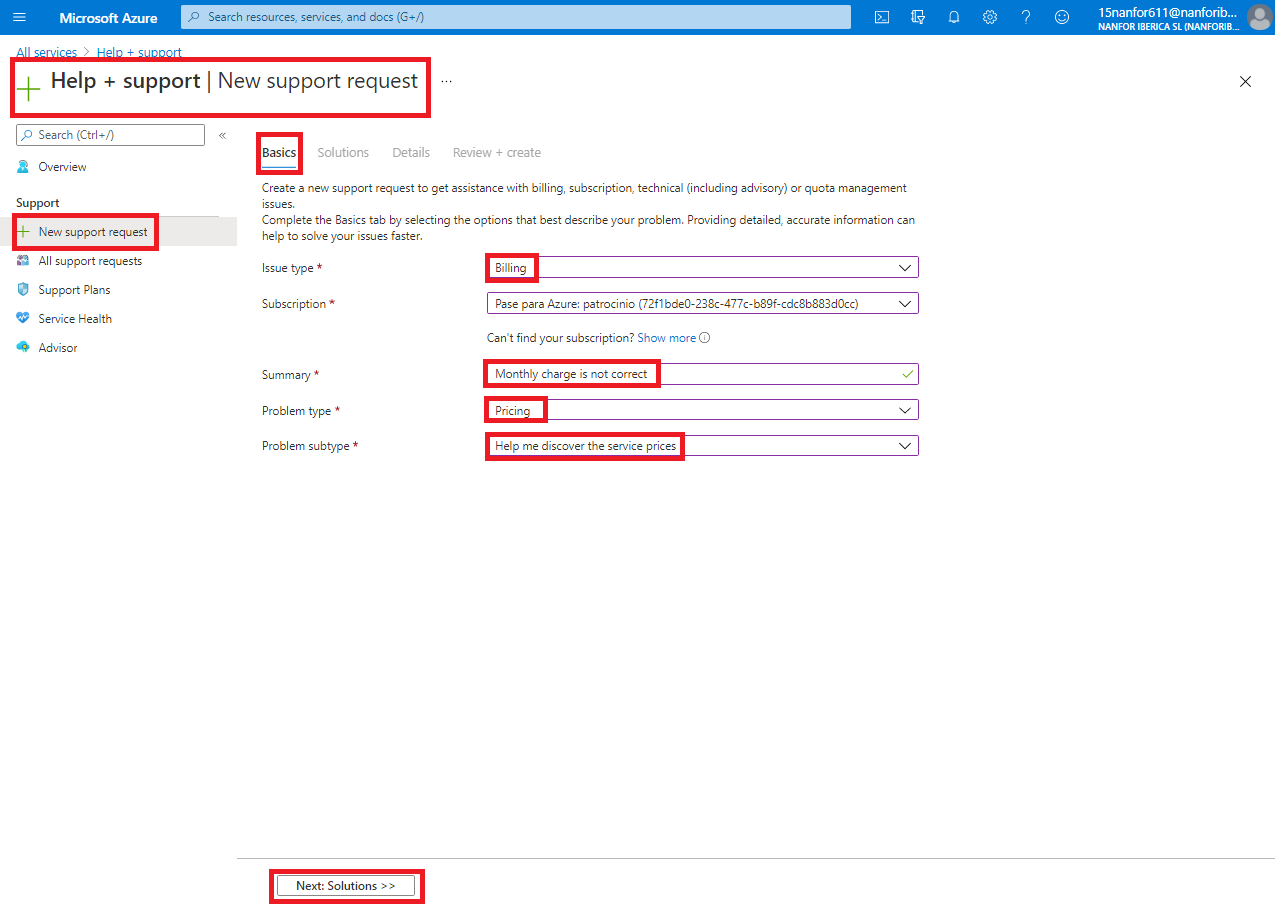 Microsoft Azure
Search resources, services, and docs (G+/)
15nanfor611@nanforib...
NANFOR IBERICA SL (NANFORIB...
All services > Help + support
Help + support | New support request ...
Search (Ctrl+/) «
Overview
Support
New support request
All support requests
Support Plans
Service Health
Advisor
Basics Solutions Details Review + create
Create a new support request to get assistance with billing, subscription, technical (including advisory) or quota management
issues.
Complete the Basics tab by selecting the options that best describe your problem. Providing detailed, accurate information can
help to solve your issues faster.
Issue type * Billing
Subscription * Pase para Azure: patrocinio (72f1bde0-238c-477c-b89f-cdc8b883d0cc)
Can't find your subscription? Show more
Summary * Monthly charge is not correct
Problem type * Pricing
Problem subtype * Help me discover the service prices
Next: Solutions >>